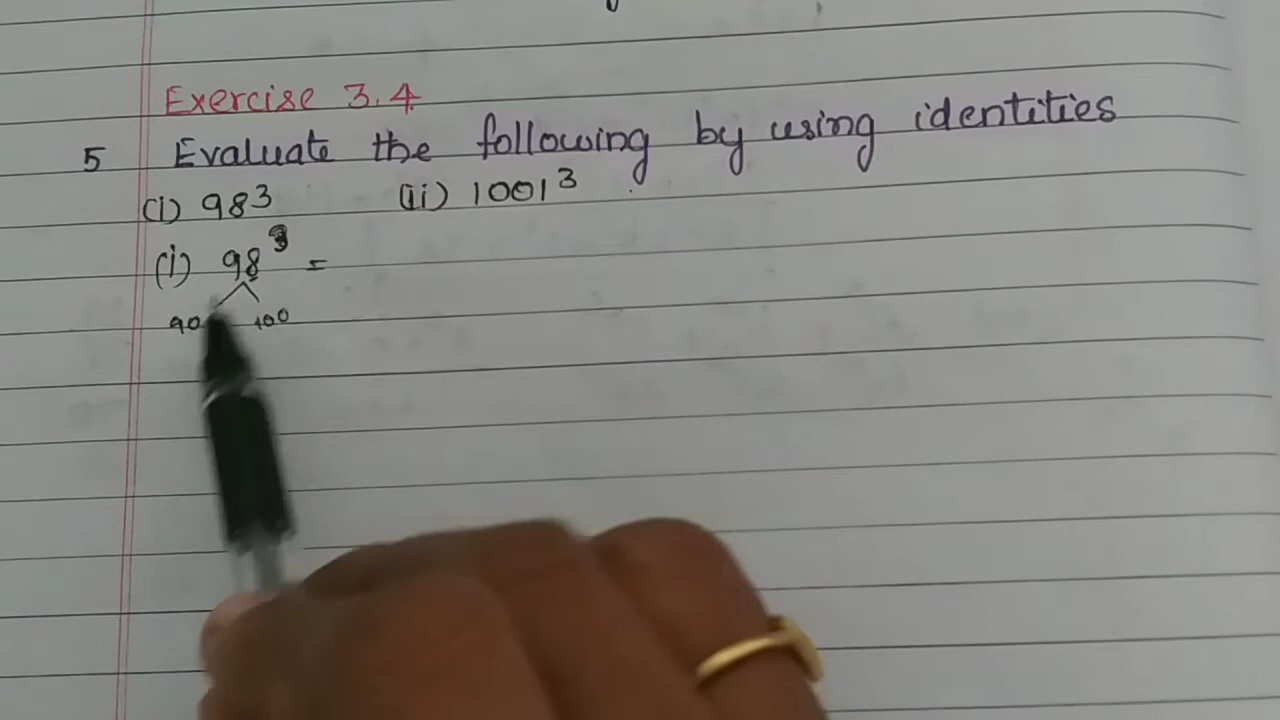 Exercise 3.4
5 Evaluate the following by using identities
(i) 98³ (ii) 1001³
(i) 98³ =
90 100